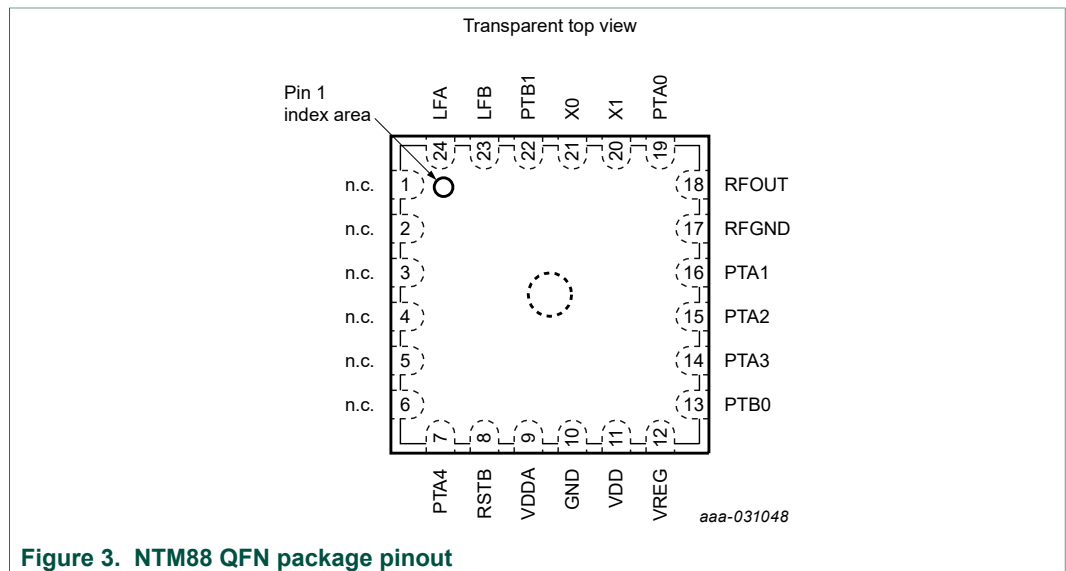 Transparent top view
Pin 1
index area
LFA
LFB
PTB1
X0
X1
PTA0
24
23
22
21
20
19
n.c. 1
n.c. 2
n.c. 3
n.c. 4
n.c. 5
n.c. 6
18 RFOUT
17 RFGND
16 PTA1
15 PTA2
14 PTA3
13 PTB0
7
8
9
10
11
12
PTA4
RSTB
VDDA
GND
VDD
VREG
aaa-031048
Figure 3. NTM88 QFN package pinout